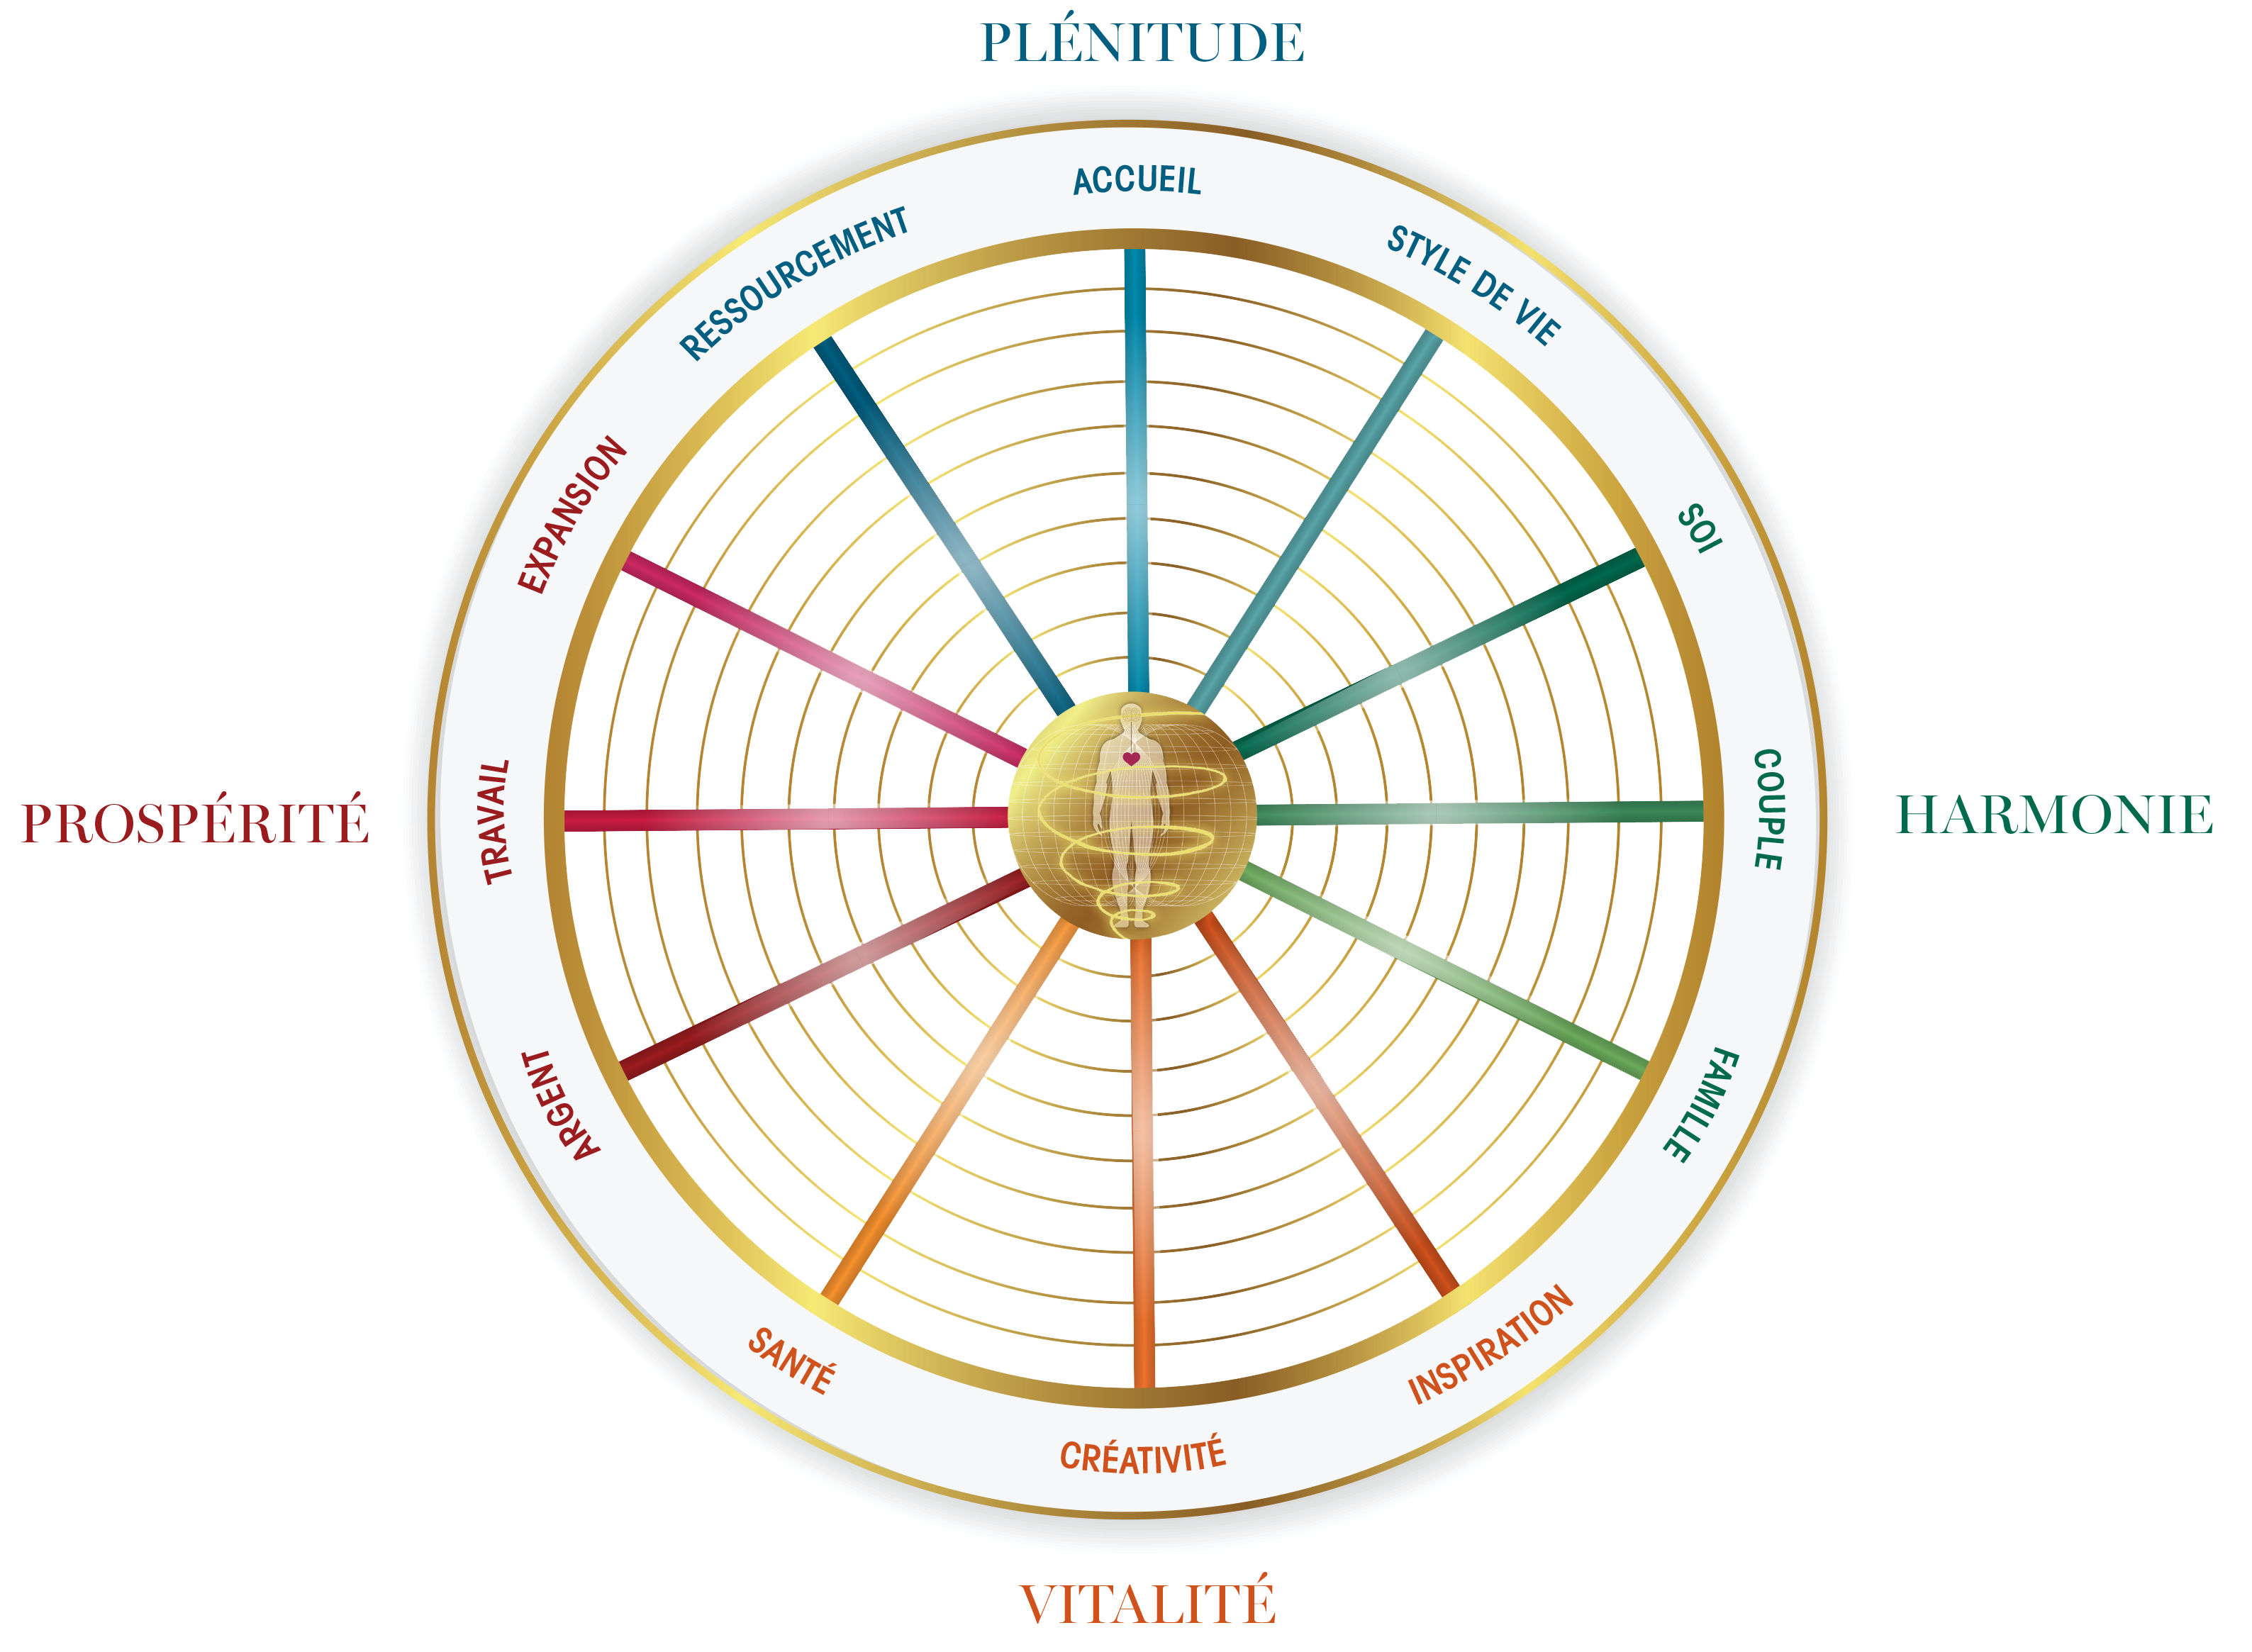 PLÉNITUDE
ACCUEIL
STYLE DE VIE
SOI
COUPLE
FAMILLE
INSPIRATION
CRÉATIVITÉ
SANTÉ
ARGENT
TRAVAIL
EXPANSION
RESSOURCEMENT
PROSPÉRITÉ
HARMONIE
VITALITÉ